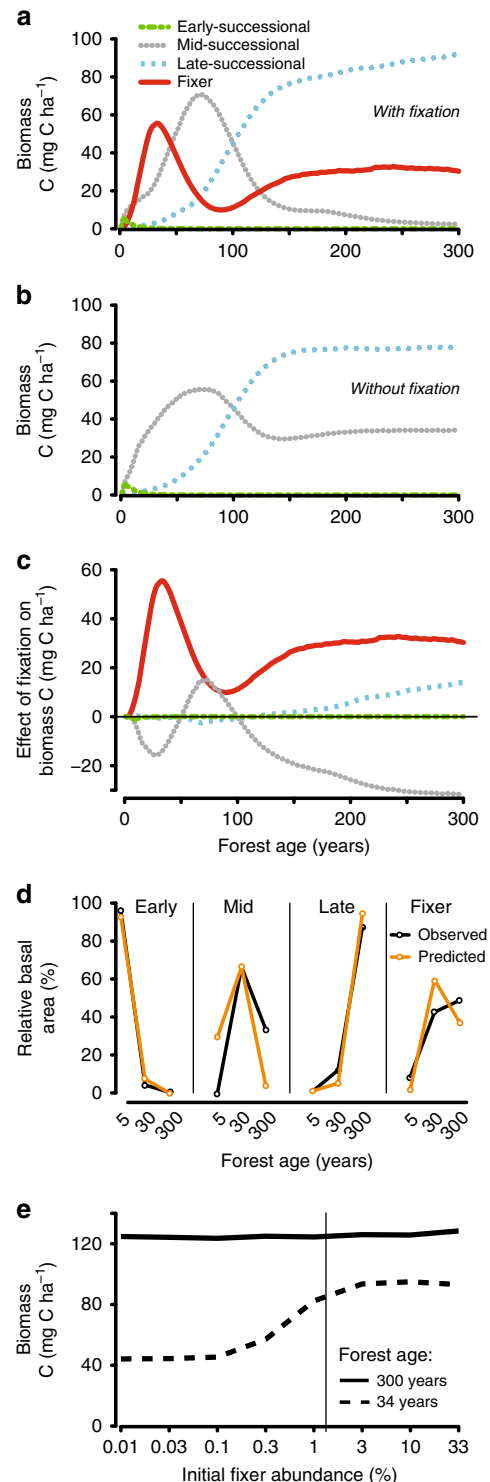 a
Early-successional
Mid-successional
Late-successional
Fixer
With fixation
Biomass
C (mg C ha⁻¹)
100
80
60
40
20
0
0 100 200 300
b
Without fixation
Biomass
C (mg C ha⁻¹)
100
80
60
40
20
0
0 100 200 300
c
Effect of fixation on
biomass C (mg C ha⁻¹)
60
40
20
0
−20
0 100 200 300
Forest age (years)
d
Early Mid Late Fixer
Observed
Predicted
Relative basal
area (%)
100
80
60
40
20
0
5 30 300 5 30 300 5 30 300 5 30 300
Forest age (years)
e
Biomass
C (mg C ha⁻¹)
120
80
40
0
Forest age:
300 years
34 years
0.01 0.03 0.1 0.3 1 3 10 33
Initial fixer abundance (%)